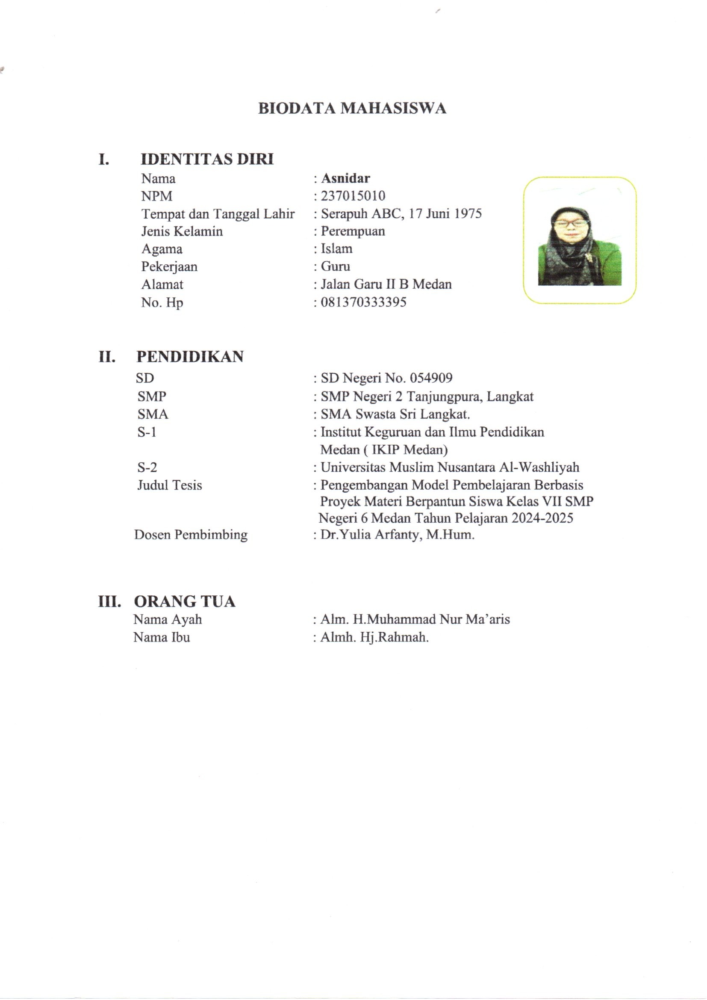 BIODATA MAHASISWA
I. IDENTITAS DIRI
Nama : Asnidar
NPM : 237015010
Tempat dan Tanggal Lahir : Serapuh ABC, 17 Juni 1975
Jenis Kelamin : Perempuan
Agama : Islam
Pekerjaan : Guru
Alamat : Jalan Garu II B Medan
No. Hp : 081370333395
II. PENDIDIKAN
SD : SD Negeri No. 054909
SMP : SMP Negeri 2 Tanjungpura, Langkat
SMA : SMA Swasta Sri Langkat.
S-1 : Institut Keguruan dan Ilmu Pendidikan
Medan ( IKIP Medan)
S-2 : Universitas Muslim Nusantara Al-Washliyah
Judul Tesis : Pengembangan Model Pembelajaran Berbasis
Proyek Materi Berpantun Siswa Kelas VII SMP
Negeri 6 Medan Tahun Pelajaran 2024-2025
Dosen Pembimbing : Dr.Yulia Arfanty, M.Hum.
III. ORANG TUA
Nama Ayah : Alm. H.Muhammad Nur Ma’aris
Nama Ibu : Almh. Hj.Rahmah.